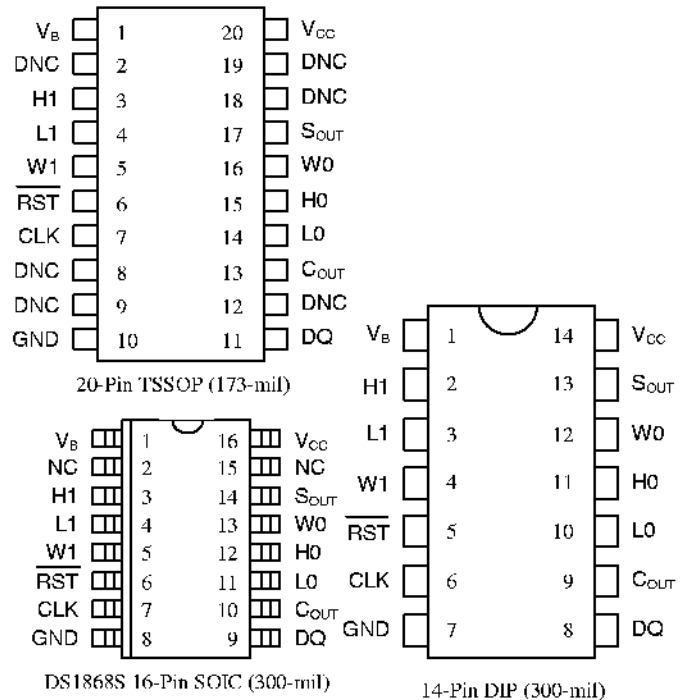 VB 1 20 VCC
DNC 2 19 DNC
H1 3 18 DNC
L1 4 17 SOUT
W1 5 16 W0
RST 6 15 H0
CLK 7 14 L0
DNC 8 13 COUT
DNC 9 12 DNC
GND 10 11 DQ
20-Pin TSSOP (173-mil)
VB 1 16 VCC
NC 2 15 NC
H1 3 14 SOUT
L1 4 13 W0
W1 5 12 H0
RST 6 11 L0
CLK 7 10 COUT
GND 8 9 DQ
DS1868S 16-Pin SOIC (300-mil)
VB 1 14 VCC
H1 2 13 SOUT
L1 3 12 W0
W1 4 11 H0
RST 5 10 L0
CLK 6 9 COUT
GND 7 8 DQ
14-Pin DIP (300-mil)